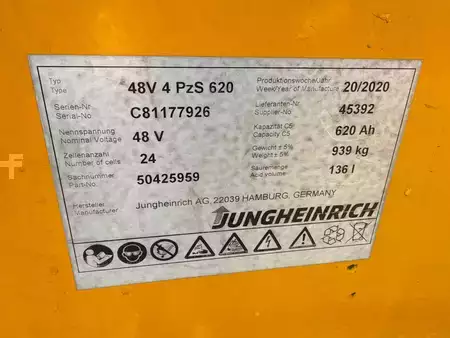 Typ
Type
48V 4 PzS 620
Produktionswoche/Jahr
Week/Year of Manufacture
20/2020
Serien-Nr.
Serial-No
C81177926
Lieferanten-Nr.
Supplier-No.
45392
Nennspannung
Nominal Voltage
48 V
Kapazität C5
Capacity C5
620 Ah
Zellenanzahl
Number of cells
24
Gewicht ± 5%
Weight ± 5%
939 kg
Sachnummer
Part-No.
50425959
Säuremenge
Acid volume
136 l
Hersteller
Manufacturer
Jungheinrich AG, 22039 HAMBURG, GERMANY
JUNGHEINRICH